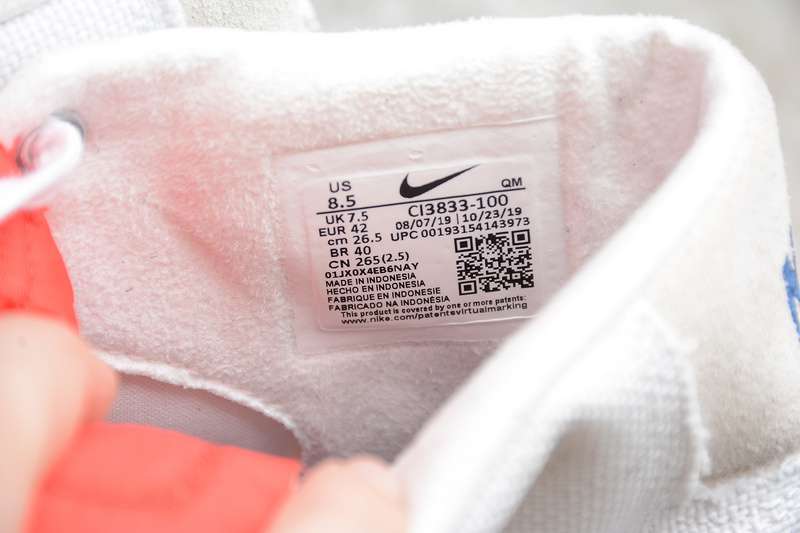 US QM
8.5 CI3833-100
UK 7.5 08/07/19 | 10/23/19
EUR 42 UPC 00193154143973
cm 26.5
BR 40
CN 265(2.5)
01JX0X4EB6NAY
MADE IN INDONESIA
HECHO EN INDONESIA
FABRIQUE EN INDONESIE
FABRICADO NA INDONÉSIA
This product is covered by one or more patents:
www.nike.com/patentsvirtualmarking